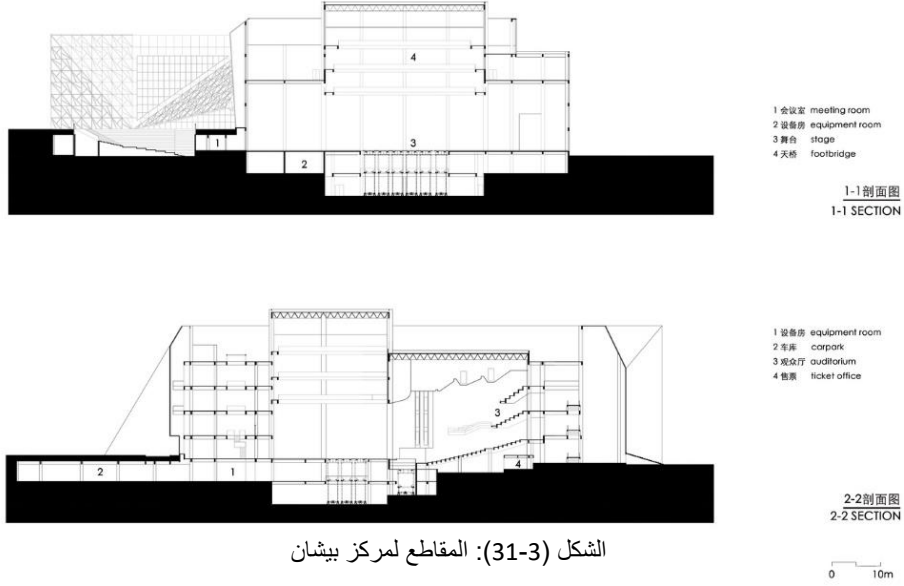 4
3
1
2
1 会议室 meeting room
2 设备房 equipment room
3 舞台 stage
4 天桥 footbridge
1-1剖面图
1-1 SECTION
3
4
2
1
1 设备房 equipment room
2 车库 carpark
3 观众厅 auditorium
4 售票 ticket office
2-2剖面图
2-2 SECTION
الشكل (3-31): المقاطع لمركز بيشان
0 10m